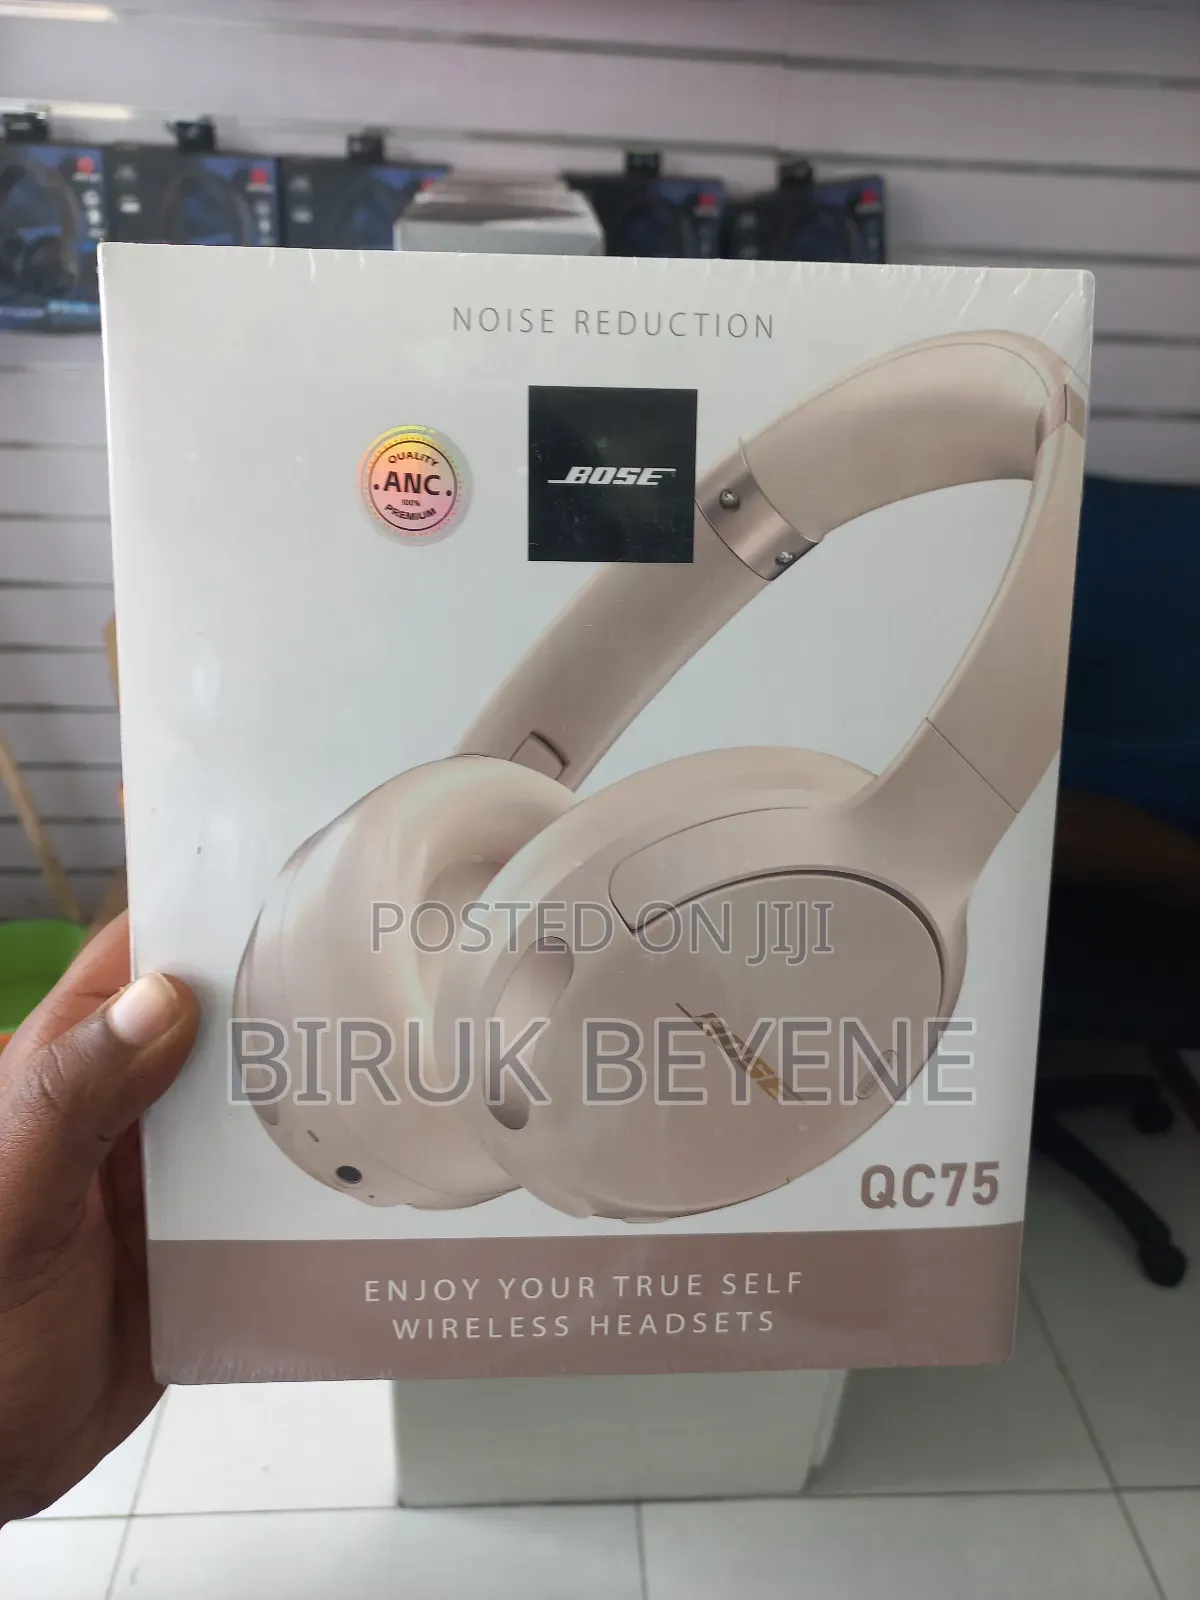 NOISE REDUCTION
QUALITY
ANC
100%
PREMIUM
BOSE
POSTED ON JIJI
BIRUK BEYENE
BOSE
QC75
ENJOY YOUR TRUE SELF
WIRELESS HEADSETS